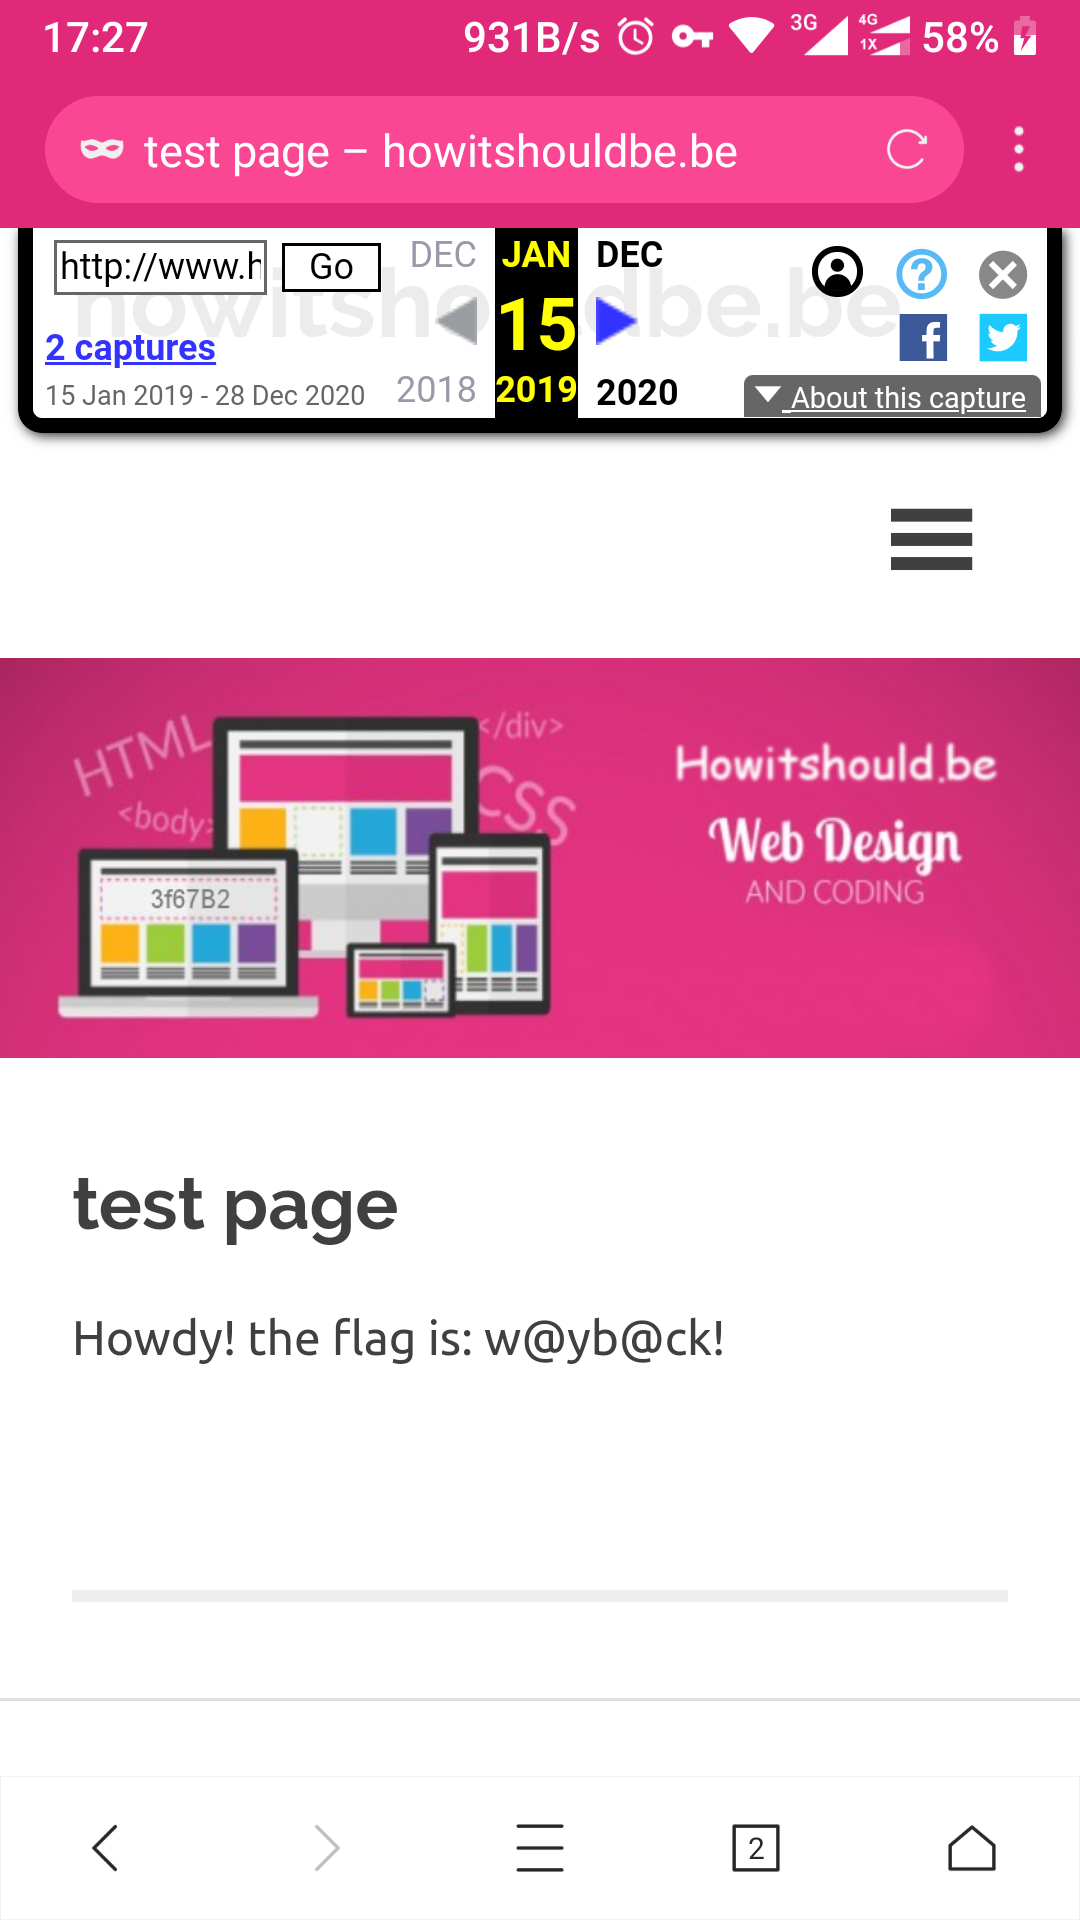 17:27 931B/s 3G 4G 1X 58%
test page – howitshouldbe.be
http://www.h Go DEC JAN DEC
howitshouldbe.be
2 captures 15
15 Jan 2019 - 28 Dec 2020 2018 2019 2020 About this capture
HTML </div>
CSS
<body>
3f67B2
Howitshould.be
Web Design
AND CODING
test page
Howdy! the flag is: w@yb@ck!
2